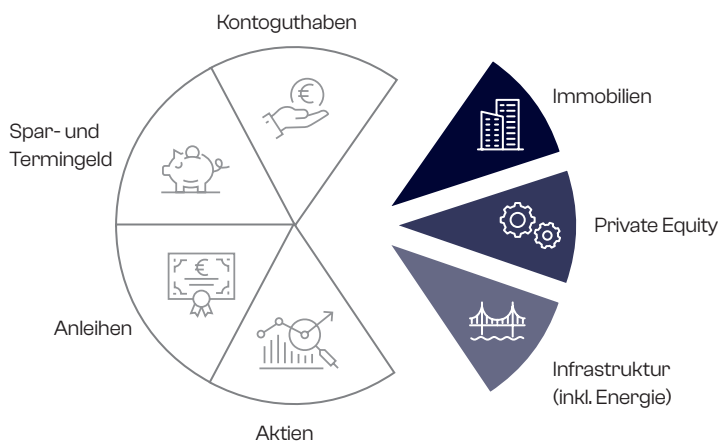 Kontoguthaben
Spar- und
Termingeld
Anleihen
Aktien
Immobilien
Private Equity
Infrastruktur
(inkl. Energie)
€
€